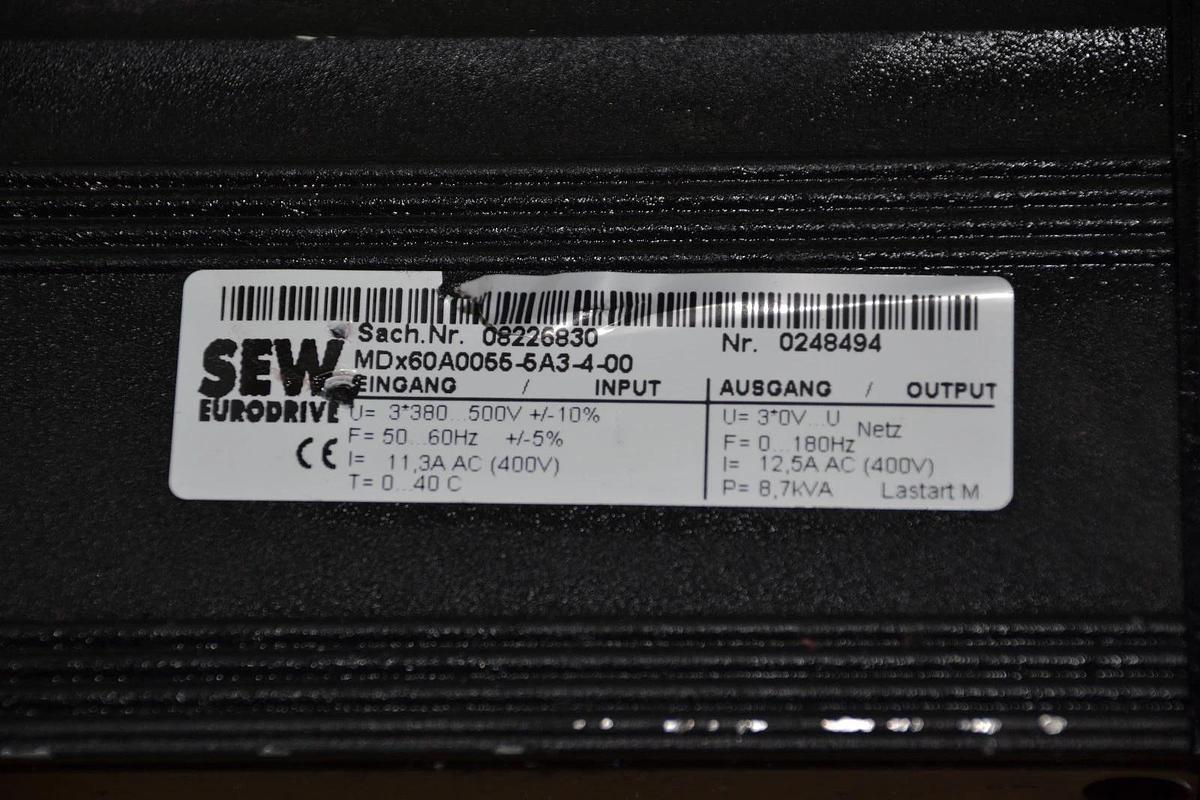 Sach.Nr. 08226830 Nr. 0248494
MDx60A0055-5A3-4-00
SEW
EURODRIVE
CE
EINGANG / INPUT
U= 3*380...500V +/-10%
F= 50...60Hz +/-5%
I= 11,3A AC (400V)
T= 0...40 C
AUSGANG / OUTPUT
U= 3*0V...U Netz
F= 0...180Hz
I= 12,5A AC (400V)
P= 8,7kVA Lastart M